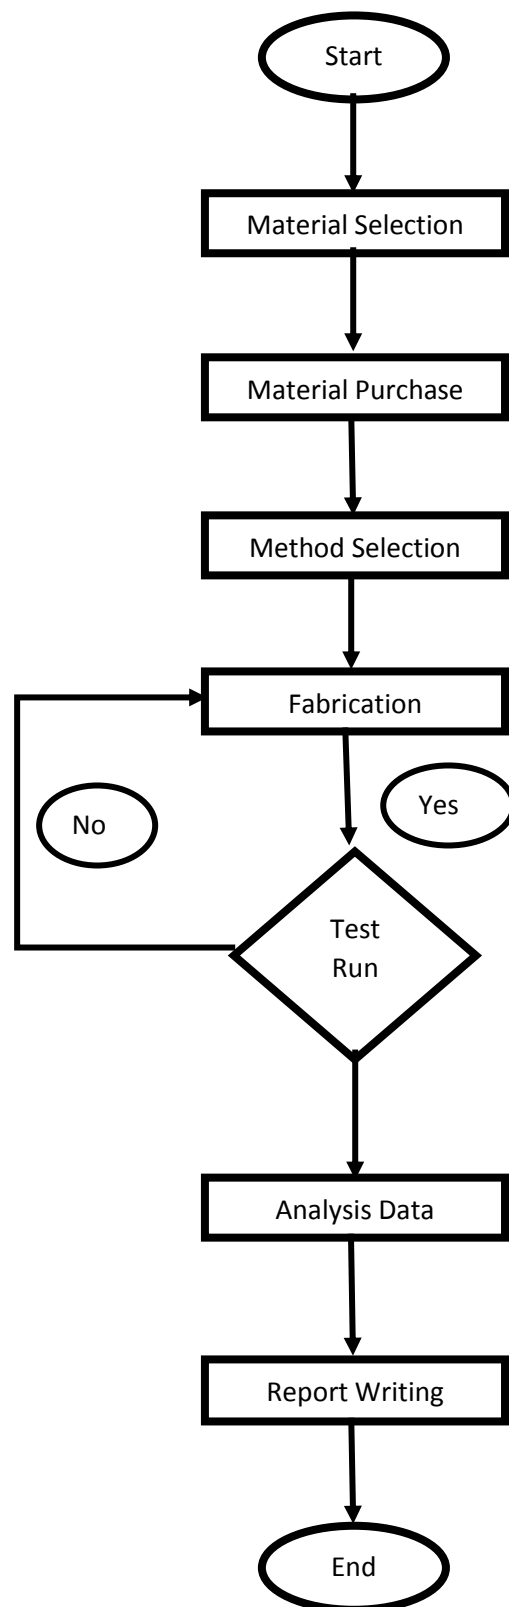 Start
Material Selection
Material Purchase
Method Selection
Fabrication
No
Yes
Test
Run
Analysis Data
Report Writing
End